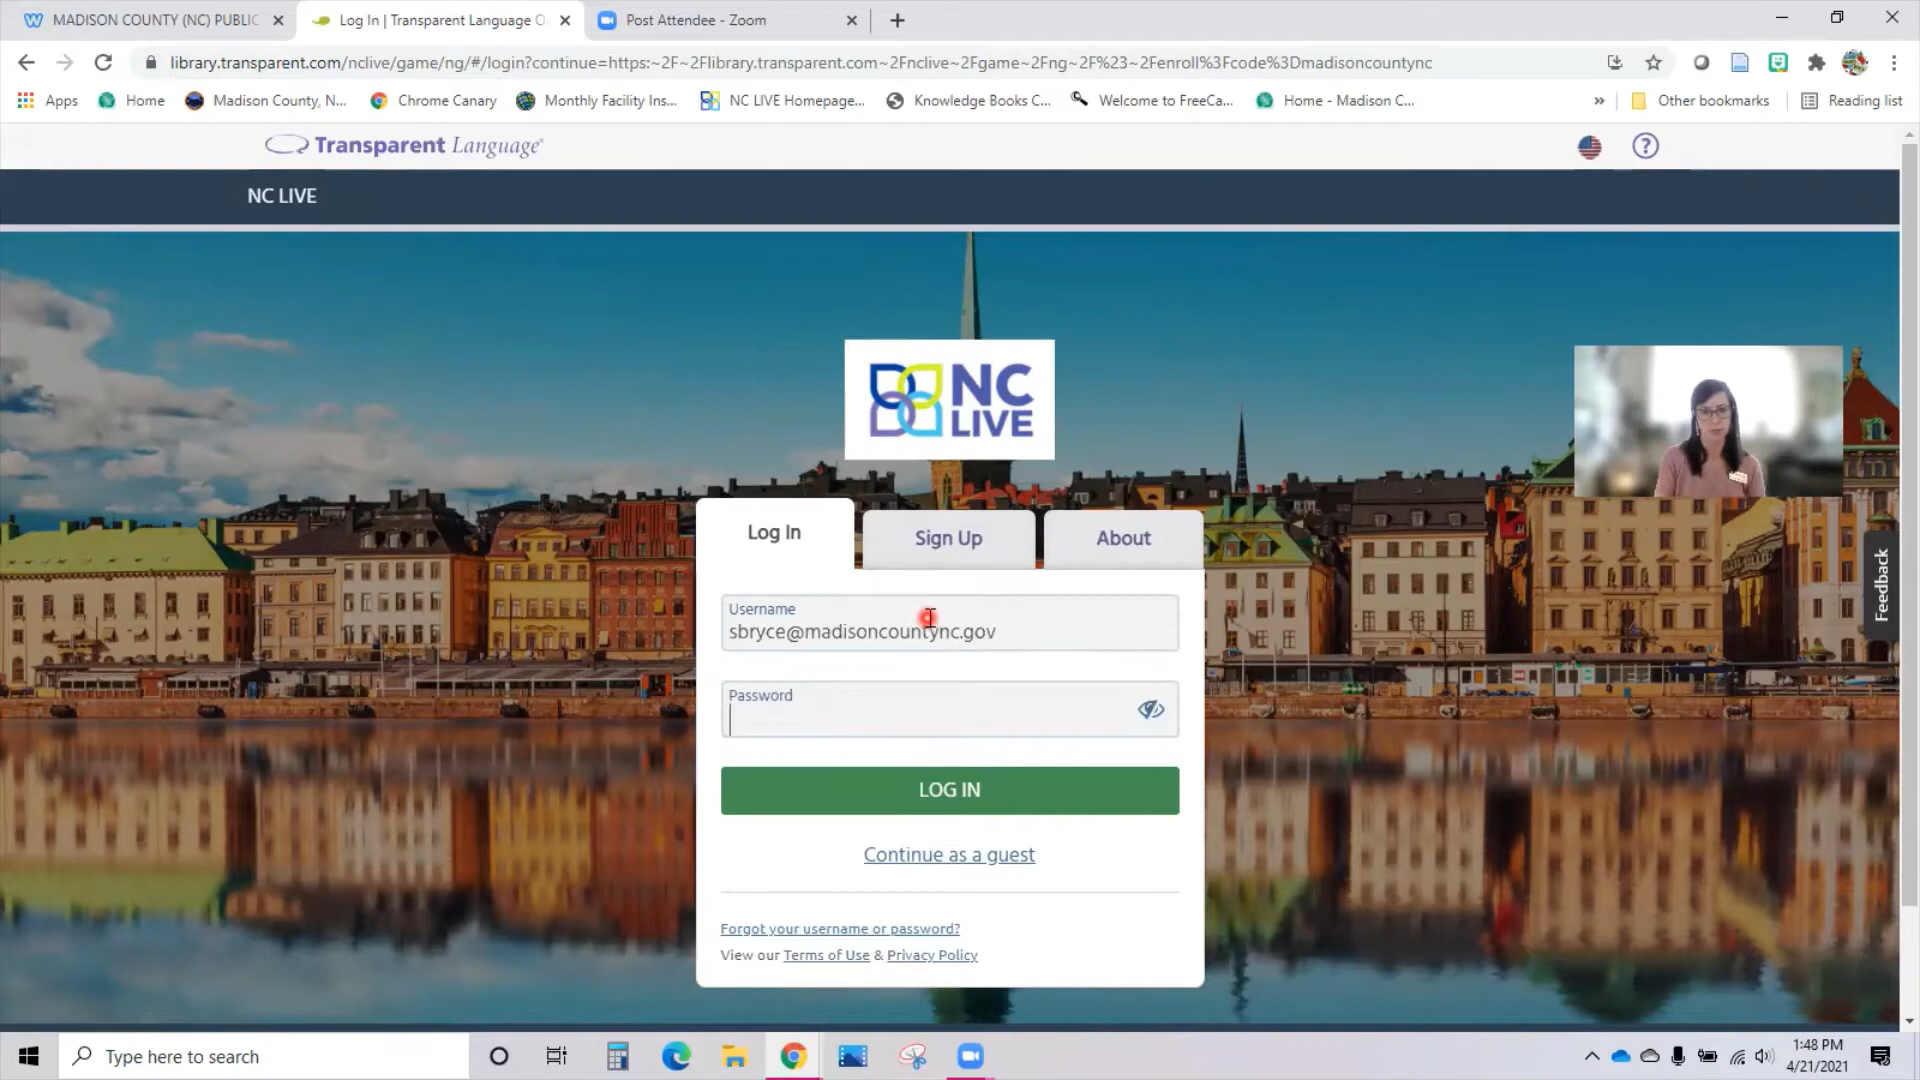 MADISON COUNTY (NC) PUBLIC
Log In | Transparent Language O
Post Attendee - Zoom
library.transparent.com/nclive/game/ng/#/login?continue=https:~2F~2Flibrary.transparent.com~2Fnclive~2Fgame~2Fng~2F%23~2Fenroll%3Fcode%3Dmadisoncountync
Apps
Home
Madison County, N...
Chrome Canary
Monthly Facility Ins...
NC LIVE Homepage...
Knowledge Books C...
Welcome to FreeCa...
Home - Madison C...
»
Other bookmarks
Reading list
Transparent Language
?
NC LIVE
NC
LIVE
Log In
Sign Up
About
Feedback
Username
sbryce@madisoncountync.gov
Password
LOG IN
Continue as a guest
Forgot your username or password?
View our Terms of Use & Privacy Policy
Type here to search
1:48 PM
4/21/2021